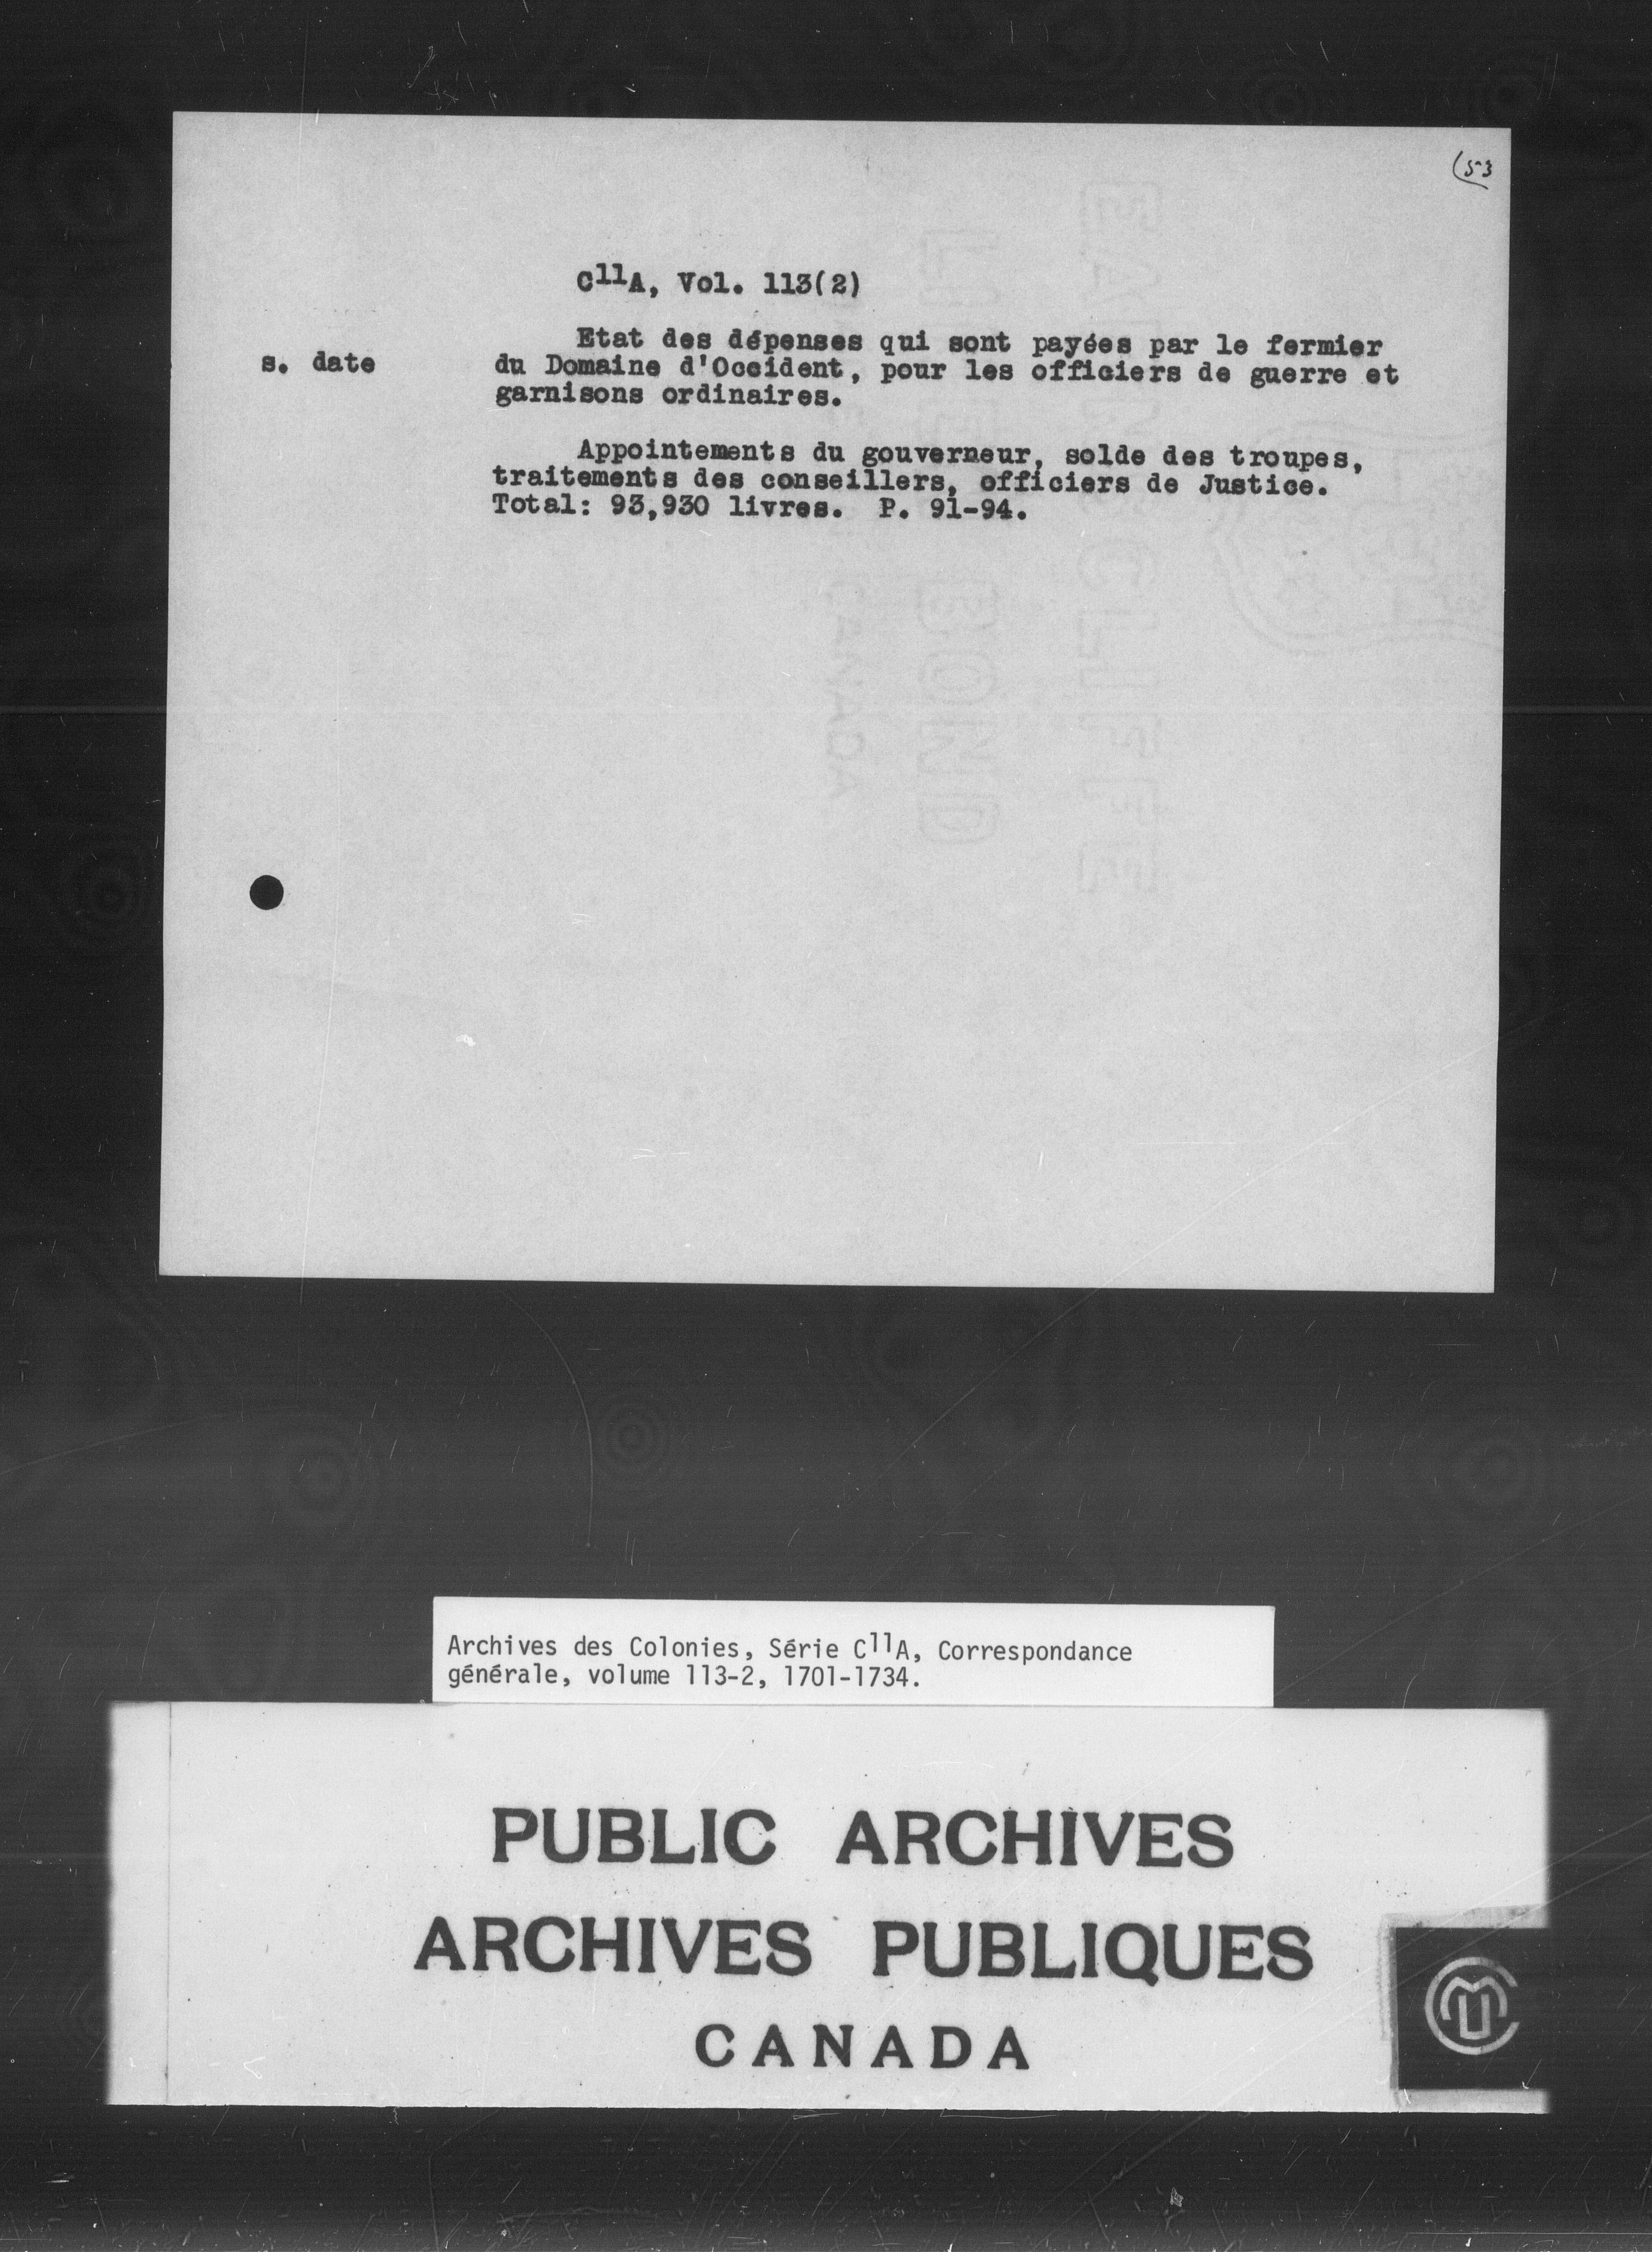 (53
C11A, Vol. 113(2)
s. date
Etat des dépenses qui sont payées par le fermier
du Domaine d'Occident, pour les officiers de guerre et
garnisons ordinaires.
Appointements du gouverneur, solde des troupes,
traitements des conseillers, officiers de Justice.
Total: 93,930 livres. P. 91-94.
Archives des Colonies, Série C11A, Correspondance
générale, volume 113-2, 1701-1734.
PUBLIC ARCHIVES
ARCHIVES PUBLIQUES
CANADA